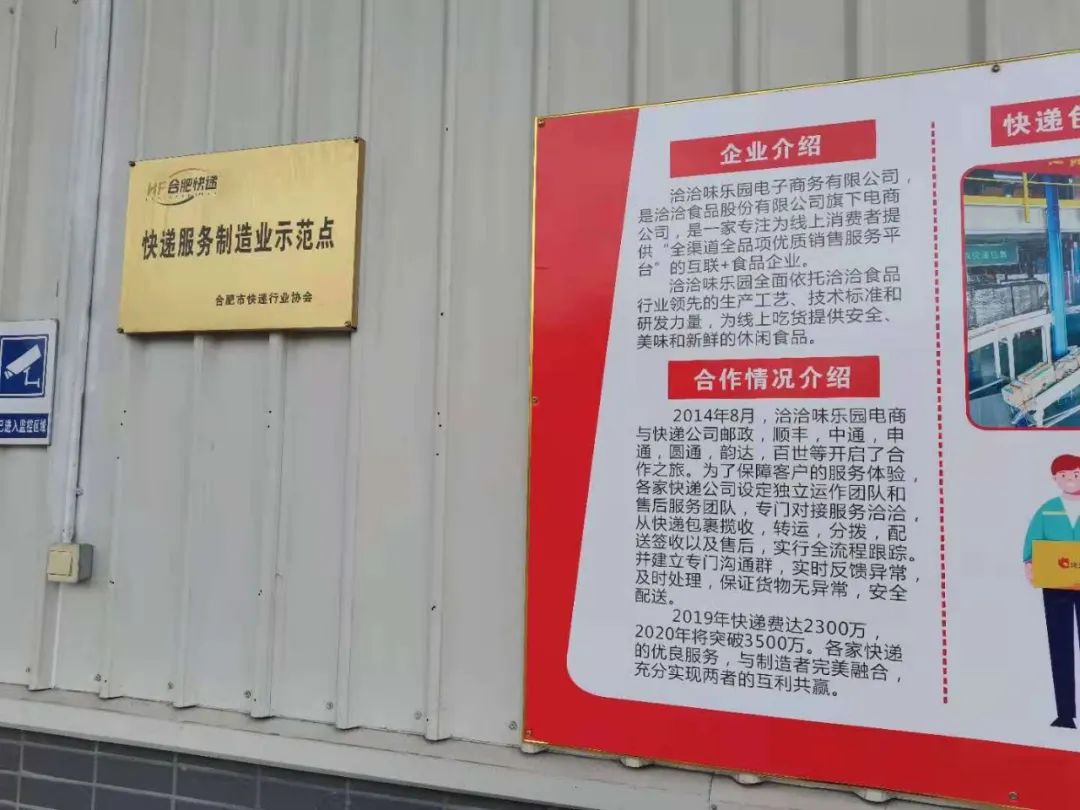 HF 合肥快递
快递服务制造业示范点
合肥市快递行业协会
已进入监控区域
企业介绍
洽洽味乐园电子商务有限公司，
是洽洽食品股份有限公司旗下电商
公司，是一家专注为线上消费者提
供“全渠道全品项优质销售服务平
台”的互联+食品企业。
洽洽味乐园全面依托洽洽食品
行业领先的生产工艺、技术标准和
研发力量，为线上吃货提供安全、
美味和新鲜的休闲食品。
合作情况介绍
2014年8月，洽洽味乐园电商
与快递公司邮政，顺丰，中通，申
通，圆通，韵达，百世等开启了合
作之旅。为了保障客户的服务体验，
各家快递公司设定独立运作团队和
售后服务团队，专门对接服务洽洽，
从快递包裹揽收，转运，分拨，配
送签收以及售后，实行全流程跟踪。
并建立专门沟通群，实时反馈异常，
及时处理，保证货物无异常，安全
配送。
2019年快递费达2300万，
2020年将突破3500万。各家快递
的优良服务，与制造者完美融合，
充分实现两者的互利共赢。
快递包